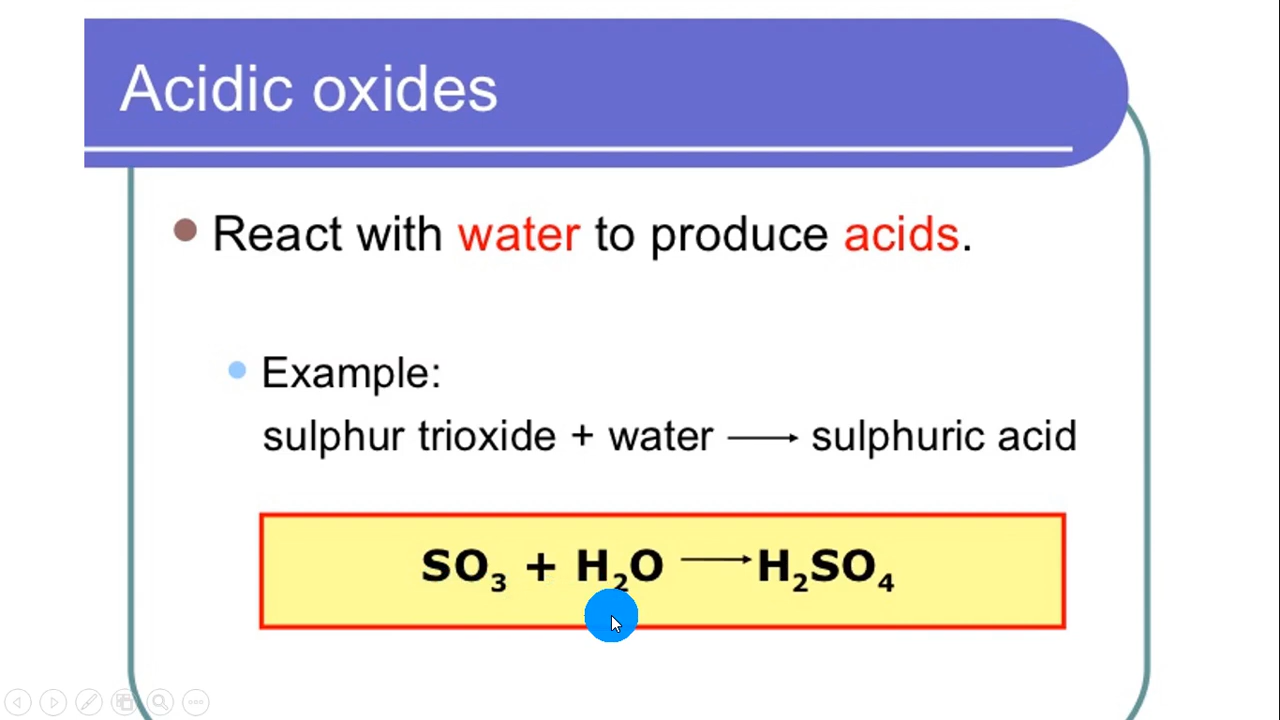 Acidic oxides
React with water to produce acids.
Example:
sulphur trioxide + water ⟶ sulphuric acid
SO₃ + H₂O ⟶ H₂SO₄